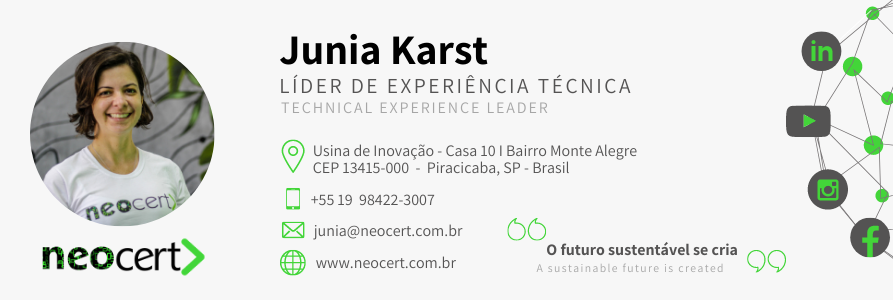 Junia Karst
LÍDER DE EXPERIÊNCIA TÉCNICA
TECHNICAL EXPERIENCE LEADER
Usina de Inovação - Casa 10 I Bairro Monte Alegre
CEP 13415-000 - Piracicaba, SP - Brasil
+55 19 98422-3007
junia@neocert.com.br
www.neocert.com.br
O futuro sustentável se cria
A sustainable future is created
neocert
neocert
in